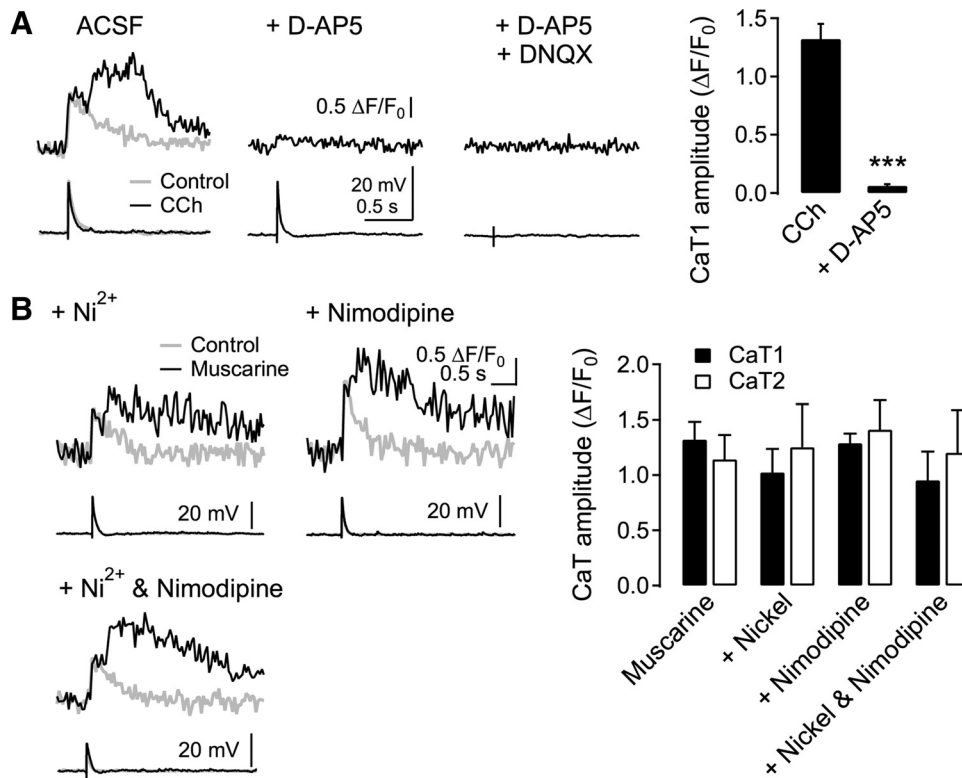 A
ACSF
+ D-AP5
+ D-AP5
+ DNQX
0.5 ΔF/F0
Control
CCh
20 mV
0.5 s
CaT1 amplitude (ΔF/F0)
1.5
1.0
0.5
0.0
***
CCh
+ D-AP5
B
+ Ni2+
Control
Muscarine
20 mV
+ Nimodipine
0.5 ΔF/F0
0.5 s
20 mV
+ Ni2+ & Nimodipine
20 mV
CaT amplitude (ΔF/F0)
2.0
1.5
1.0
0.5
0.0
CaT1
CaT2
Muscarine
+ Nickel
+ Nimodipine
+ Nickel & Nimodipine